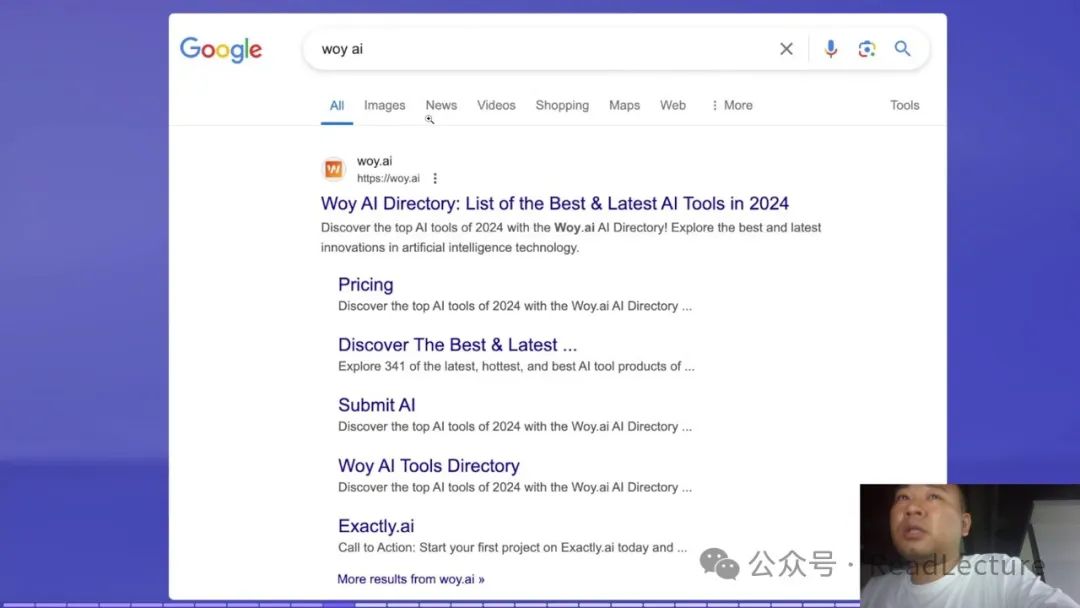 Google
woy ai
All Images News Videos Shopping Maps Web More Tools
woy.ai
https://woy.ai
Woy AI Directory: List of the Best & Latest AI Tools in 2024
Discover the top AI tools of 2024 with the Woy.ai AI Directory! Explore the best and latest
innovations in artificial intelligence technology.
Pricing
Discover the top AI tools of 2024 with the Woy.ai AI Directory ...
Discover The Best & Latest ...
Explore 341 of the latest, hottest, and best AI tool products of ...
Submit AI
Discover the top AI tools of 2024 with the Woy.ai AI Directory ...
Woy AI Tools Directory
Discover the top AI tools of 2024 with the Woy.ai AI Directory ...
Exactly.ai
Call to Action: Start your first project on Exactly.ai today and ...
More results from woy.ai »
公众号 · ReadLecture